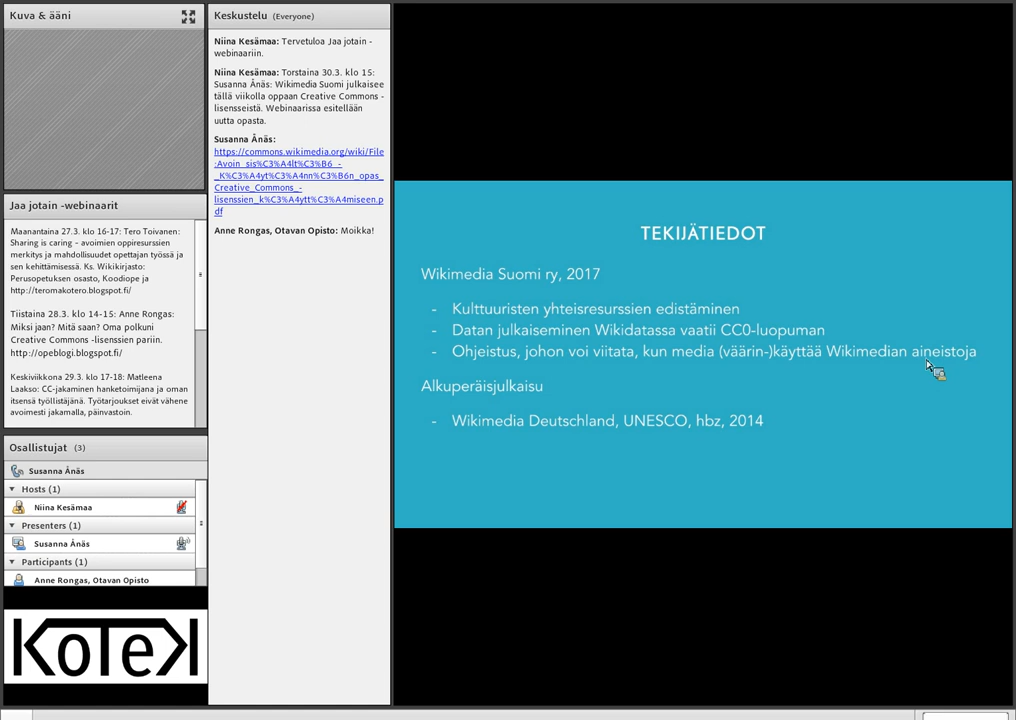 Kuva & ääni
Jaa jotain -webinaarit
Maanantaina 27.3. klo 16-17: Tero Toivanen:
Sharing is caring – avoimien oppiresurssien
merkitys ja mahdollisuudet opettajan työssä ja
sen kehittämisessä. Ks. Wikikirjasto:
Perusopetuksen osasto, Koodiope ja
http://teromakotero.blogspot.fi/
Tiistaina 28.3. klo 14-15: Anne Rongas:
Miksi jaan? Mitä saan? Oma polkuni
Creative Commons -lisenssien pariin.
http://opeblogi.blogspot.fi/
Keskiviikkona 29.3. klo 17-18: Matleena
Laakso: CC-jakaminen hanketoimijana ja oman
itsensä työllistäjänä. Työtarjoukset eivät vähene
avoimesti jakamalla, päinvastoin.
Osallistujat (3)
Susanna Ånäs
Hosts (1)
Niina Kesämaa
Presenters (1)
Susanna Ånäs
Participants (1)
Anne Rongas, Otavan Opisto
KoTeK
Keskustelu (Everyone)
Niina Kesämaa: Tervetuloa Jaa jotain -
webinaariin.
Niina Kesämaa: Torstaina 30.3. klo 15:
Susanna Ånäs: Wikimedia Suomi julkaisee
tällä viikolla oppaan Creative Commons -
lisensseistä. Webinaarissa esitellään
uutta opasta.
Susanna Ånäs:
https://commons.wikimedia.org/wiki/File
:Avoin_sis%C3%A4lt%C3%B6_-
_K%C3%A4yt%C3%A4nn%C3%B6n_opas_
Creative_Commons_-
lisenssien_k%C3%A4ytt%C3%A4miseen.p
df
Anne Rongas, Otavan Opisto: Moikka!
TEKIJÄTIEDOT
Wikimedia Suomi ry, 2017
- Kulttuuristen yhteisresurssien edistäminen
- Datan julkaiseminen Wikidatassa vaatii CC0-luopuman
- Ohjeistus, johon voi viitata, kun media (väärin-)käyttää Wikimedian aineistoja
Alkuperäisjulkaisu
- Wikimedia Deutschland, UNESCO, hbz, 2014